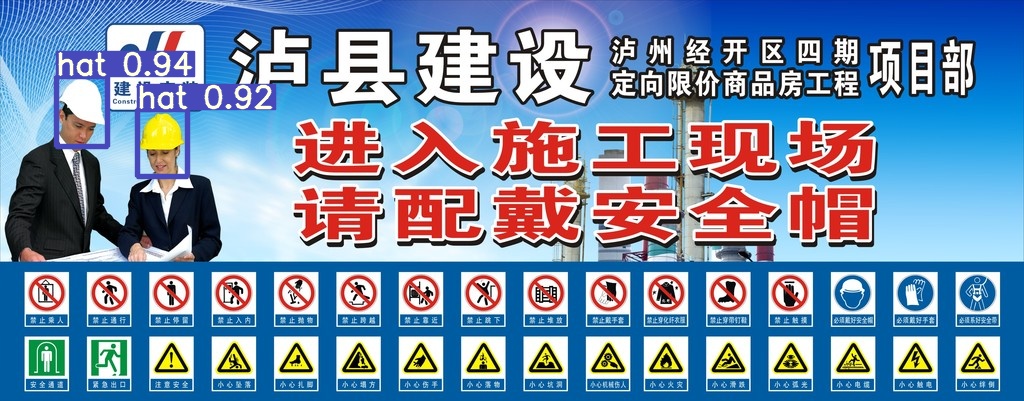 hat 0.94
hat 0.92
泸县建设
泸州经开区四期
定向限价商品房工程
项目部
进入施工现场
请配戴安全帽
禁止乘人 禁止通行 禁止停留 禁止入内 禁止抛物 禁止跨越 禁止靠近 禁止跳下 禁止堆放 禁止戴手套 禁止穿化纤衣服 禁止穿带钉鞋 禁止触摸 必须戴好安全帽 必须戴好手套 必须系好安全带
安全通道 紧急出口 注意安全 小心坠落 小心扎脚 小心塌方 小心伤手 小心落物 小心坑洞 小心机械伤人 小心火灾 小心滑跌 小心弧光 小心电缆 小心触电 小心绊倒